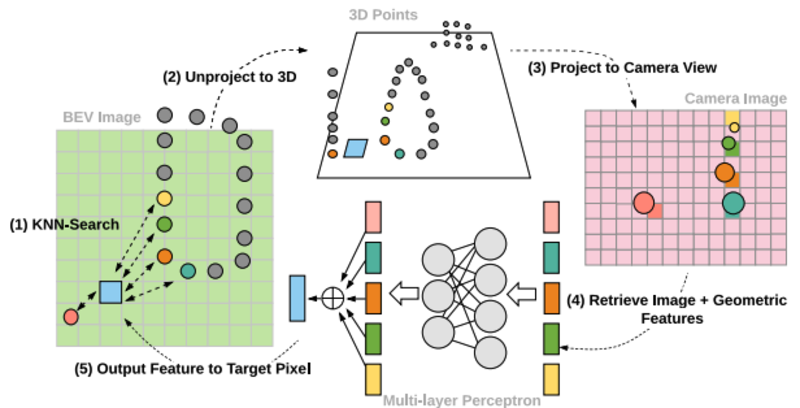 3D Points
(2) Unproject to 3D
(3) Project to Camera View
BEV Image
Camera Image
(1) KNN-Search
(4) Retrieve Image + Geometric
Features
(5) Output Feature to Target Pixel
Multi-layer Perceptron